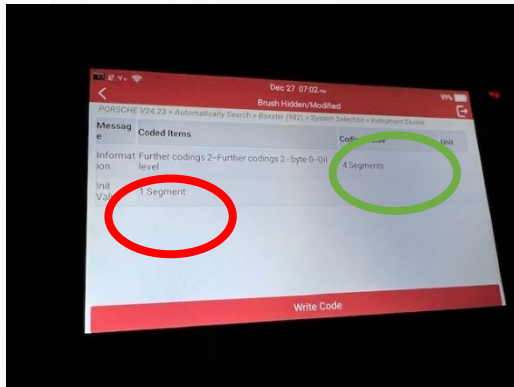 12.4v
Dec 27 07:02
99%
Brush Hidden/Modified
PORSCHE V24.23 > Automatically Search > Boxster (982) > System Selection > Instrument Cluster
Messag
e
Coded Items
Unit
Informat
ion
Further codings 2–Further codings 2 - byte 0–Oil
level
4 Segments
Init
1 Segment
Write Code